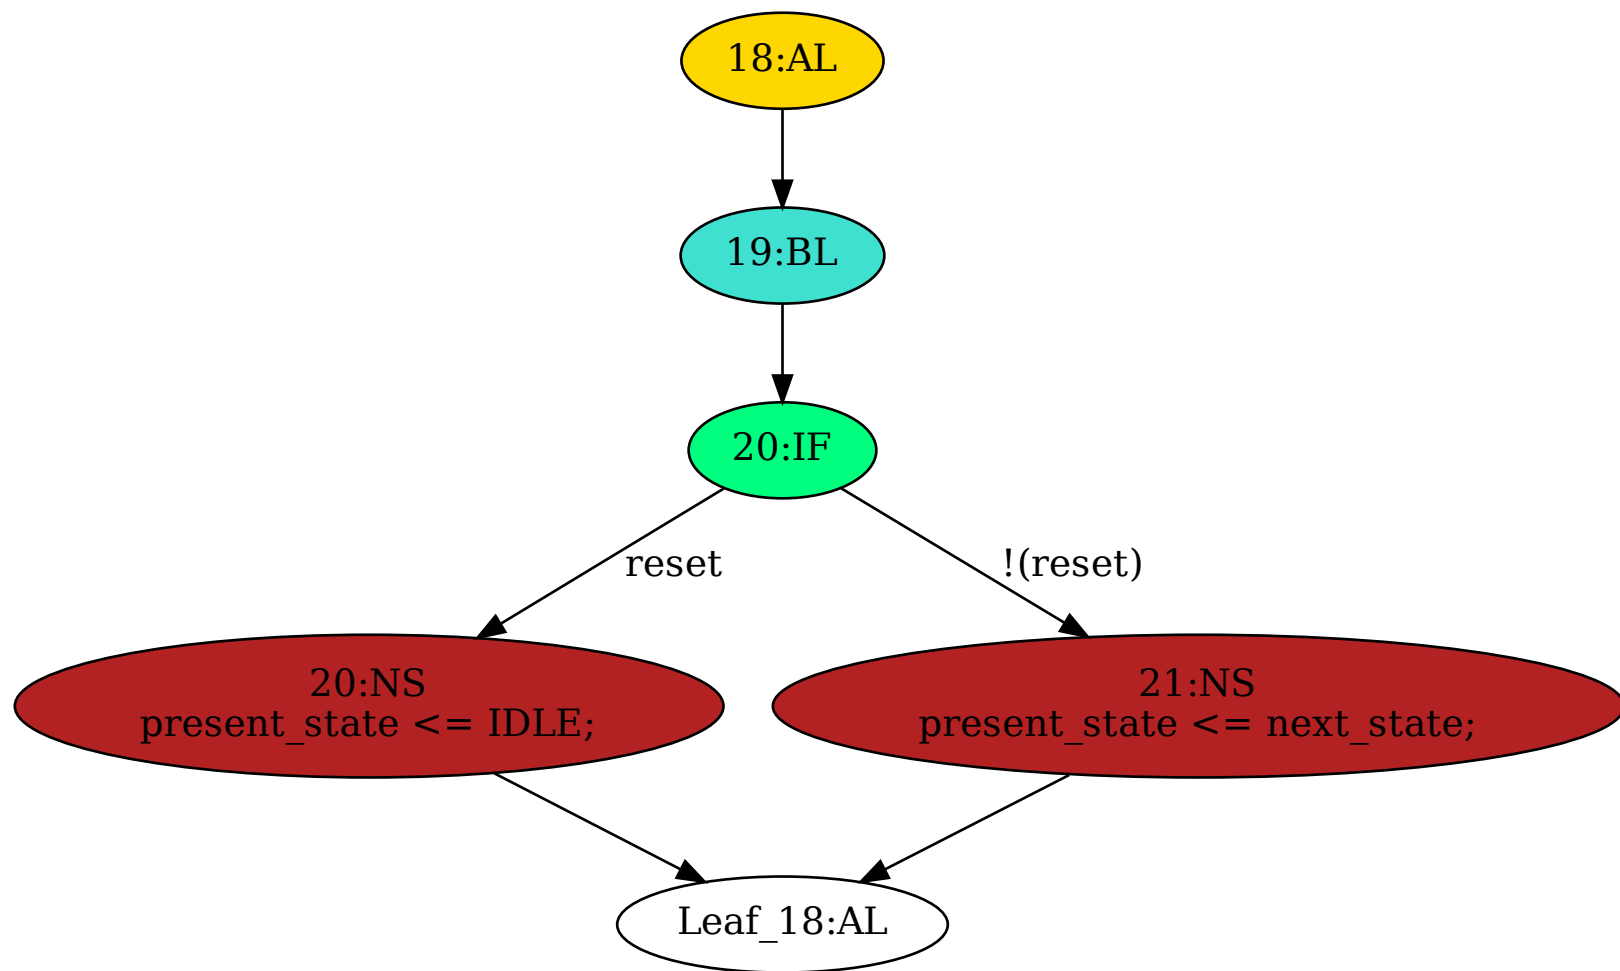 18:AL
19:BL
20:IF
reset
!(reset)
20:NS
present_state <= IDLE;
21:NS
present_state <= next_state;
Leaf_18:AL